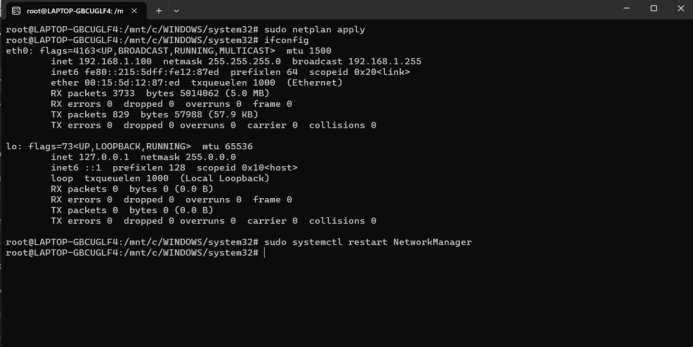 root@LAPTOP-GBCUGLF4: /m
root@LAPTOP-GBCUGLF4:/mnt/c/WINDOWS/system32# sudo netplan apply
root@LAPTOP-GBCUGLF4:/mnt/c/WINDOWS/system32# ifconfig
eth0: flags=4163<UP,BROADCAST,RUNNING,MULTICAST>  mtu 1500
        inet 192.168.1.100  netmask 255.255.255.0  broadcast 192.168.1.255
        inet6 fe80::215:5dff:fe12:87ed  prefixlen 64  scopeid 0x20<link>
        ether 00:15:5d:12:87:ed  txqueuelen 1000  (Ethernet)
        RX packets 3733  bytes 5014062 (5.0 MB)
        RX errors 0  dropped 0  overruns 0  frame 0
        TX packets 829  bytes 57988 (57.9 KB)
        TX errors 0  dropped 0 overruns 0  carrier 0  collisions 0

lo: flags=73<UP,LOOPBACK,RUNNING>  mtu 65536
        inet 127.0.0.1  netmask 255.0.0.0
        inet6 ::1  prefixlen 128  scopeid 0x10<host>
        loop  txqueuelen 1000  (Local Loopback)
        RX packets 0  bytes 0 (0.0 B)
        RX errors 0  dropped 0  overruns 0  frame 0
        TX packets 0  bytes 0 (0.0 B)
        TX errors 0  dropped 0 overruns 0  carrier 0  collisions 0

root@LAPTOP-GBCUGLF4:/mnt/c/WINDOWS/system32# sudo systemctl restart NetworkManager
root@LAPTOP-GBCUGLF4:/mnt/c/WINDOWS/system32#